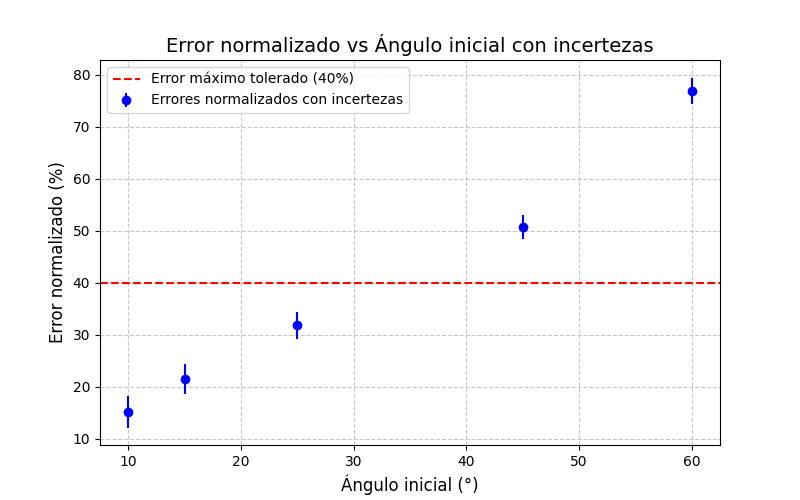 Error normalizado vs Ángulo inicial con incertezas
Error máximo tolerado (40%)
Errores normalizados con incertezas
Error normalizado (%)
80
70
60
50
40
30
20
10
10 20 30 40 50 60
Ángulo inicial (°)